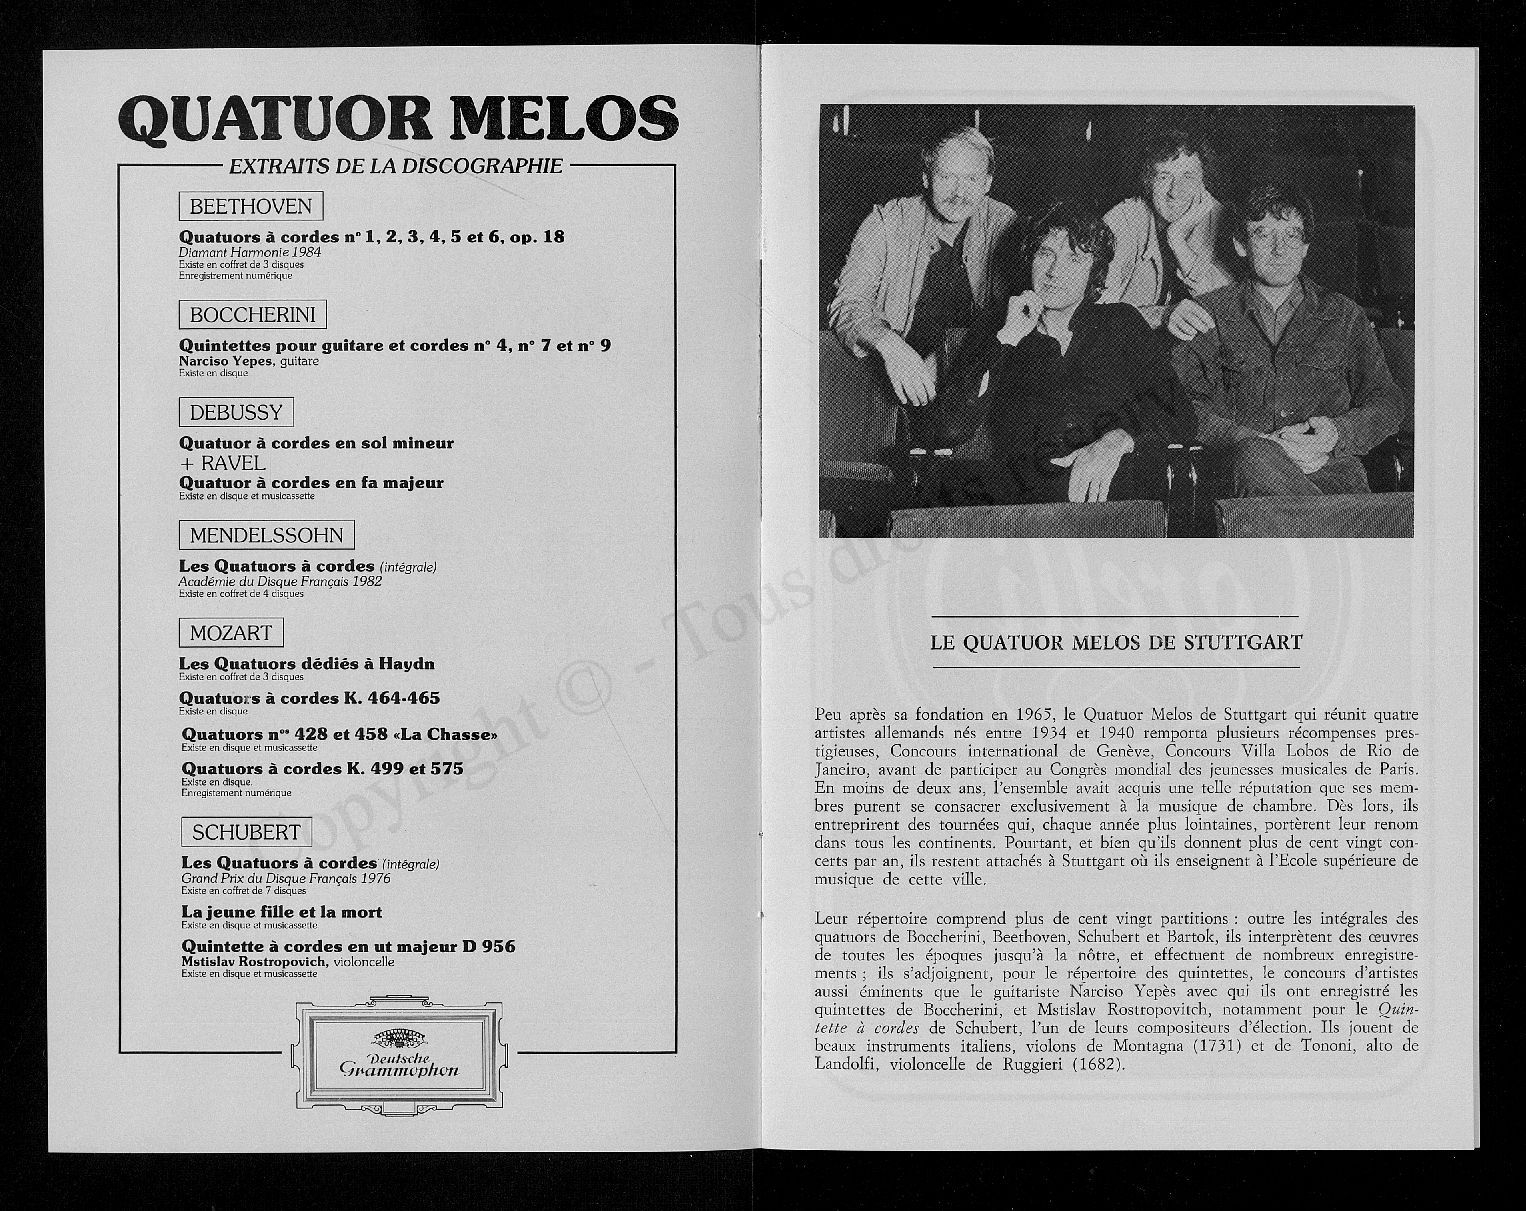 QUATUOR MELOS
EXTRAITS DE LA DISCOGRAPHIE
BEETHOVEN
Quatuors à cordes n° 1, 2, 3, 4, 5 et 6, op. 18
Diamant Harmonie 1984
Existe en coffret de 3 disques
Enregistrement numérique
BOCCHERINI
Quintettes pour guitare et cordes n° 4, n° 7 et n° 9
Narciso Yepes, guitare
Existe en disque
DEBUSSY
Quatuor à cordes en sol mineur
+ RAVEL
Quatuor à cordes en fa majeur
Existe en disque et musicassette
MENDELSSOHN
Les Quatuors à cordes (intégrale)
Académie du Disque Français 1982
Existe en coffret de 4 disques
MOZART
Les Quatuors dédiés à Haydn
Existe en coffret de 3 disques
Quatuors à cordes K. 464-465
Existe en disque
Quatuors n°° 428 et 458 «La Chasse»
Existe en disque et musicassette
Quatuors à cordes K. 499 et 575
Existe en disque.
Enregistement numérique
SCHUBERT
Les Quatuors à cordes (intégrale)
Grand Prix du Disque Français 1976
Existe en coffret de 7 disques
La jeune fille et la mort
Existe en disque et musicassette
Quintette à cordes en ut majeur D 956
Mstislav Rostropovich, violoncelle
Existe en disque et musicassette
Deutsche
Grammophon
LE QUATUOR MELOS DE STUTTGART
Peu après sa fondation en 1965, le Quatuor Melos de Stuttgart qui réunit quatre
artistes allemands nés entre 1934 et 1940 remporta plusieurs récompenses pres-
tigieuses, Concours international de Genève, Concours Villa Lobos de Rio de
Janeiro, avant de participer au Congrès mondial des jeunesses musicales de Paris.
En moins de deux ans, l'ensemble avait acquis une telle réputation que ses mem-
bres purent se consacrer exclusivement à la musique de chambre. Dès lors, ils
entreprirent des tournées qui, chaque année plus lointaines, portèrent leur renom
dans tous les continents. Pourtant, et bien qu'ils donnent plus de cent vingt con-
certs par an, ils restent attachés à Stuttgart où ils enseignent à l'Ecole supérieure de
musique de cette ville.
Leur répertoire comprend plus de cent vingt partitions : outre les intégrales des
quatuors de Boccherini, Beethoven, Schubert et Bartok, ils interprètent des œuvres
de toutes les époques jusqu'à la nôtre, et effectuent de nombreux enregistre-
ments ; ils s'adjoignent, pour le répertoire des quintettes, le concours d'artistes
aussi éminents que le guitariste Narciso Yepès avec qui ils ont enregistré les
quintettes de Boccherini, et Mstislav Rostropovitch, notamment pour le Quin-
tette à cordes de Schubert, l'un de leurs compositeurs d'élection. Ils jouent de
beaux instruments italiens, violons de Montagna (1731) et de Tononi, alto de
Landolfi, violoncelle de Ruggieri (1682).
Copyright © - Tous droits